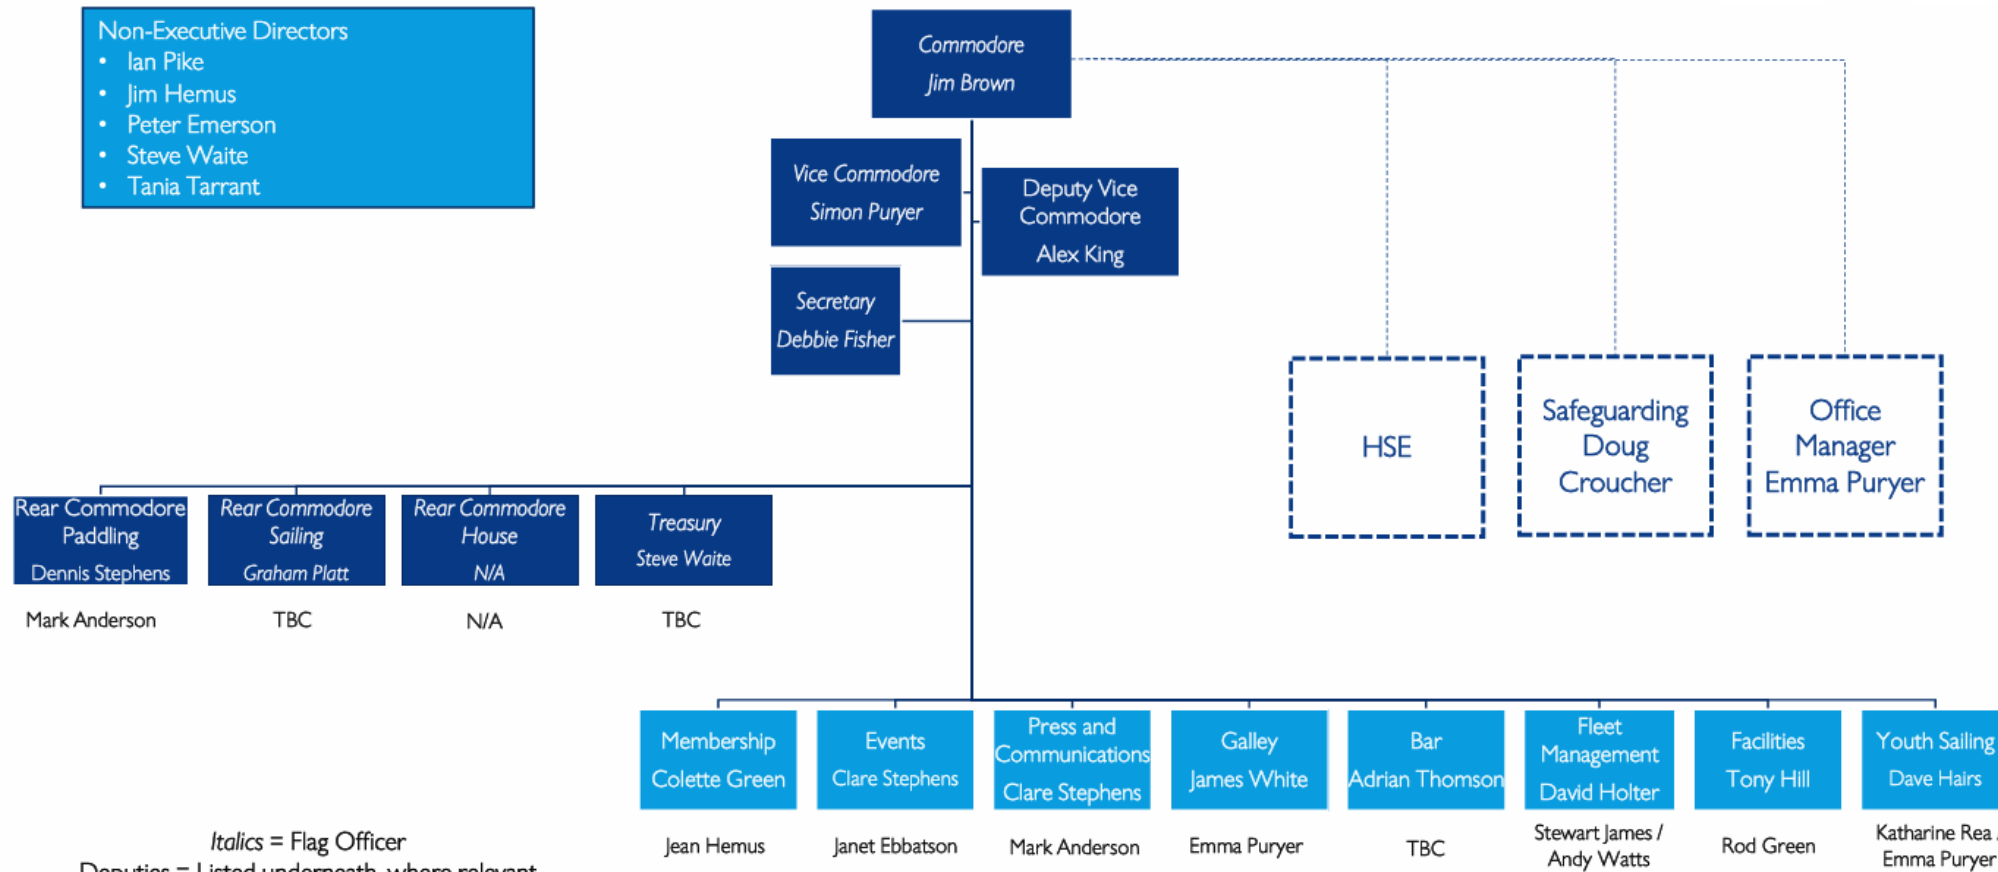 Non-Executive Directors
• Ian Pike
• Jim Hemus
• Peter Emerson
• Steve Waite
• Tania Tarrant
Commodore
Jim Brown
Vice Commodore
Simon Puryer
Deputy Vice
Commodore
Alex King
Secretary
Debbie Fisher
HSE
Safeguarding
Doug
Croucher
Office
Manager
Emma Puryer
Rear Commodore
Paddling
Dennis Stephens
Mark Anderson
Rear Commodore
Sailing
Graham Platt
TBC
Rear Commodore
House
N/A
N/A
Treasury
Steve Waite
TBC
Membership
Colette Green
Jean Hemus
Events
Clare Stephens
Janet Ebbatson
Press and
Communications
Clare Stephens
Mark Anderson
Galley
James White
Emma Puryer
Bar
Adrian Thomson
TBC
Fleet
Management
David Holter
Stewart James /
Andy Watts
Facilities
Tony Hill
Rod Green
Youth Sailing
Dave Hairs
Katharine Rea /
Emma Puryer
Italics = Flag Officer
Deputies = Listed underneath, where relevant